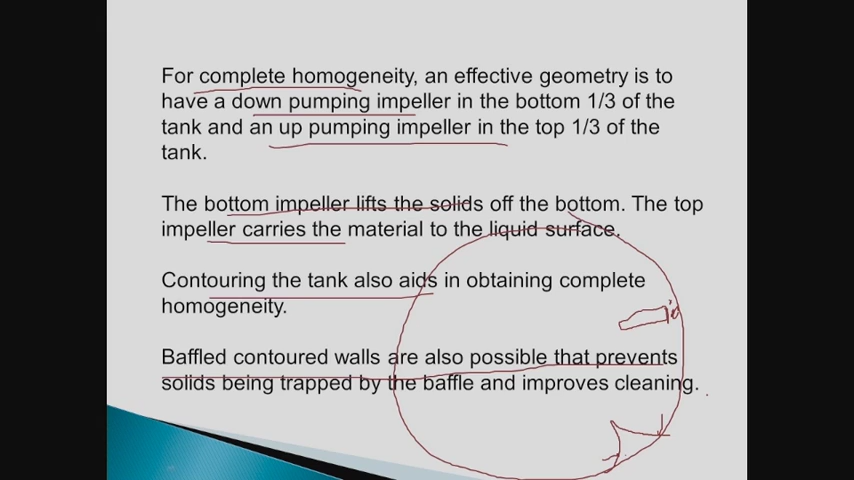 For complete homogeneity, an effective geometry is to
have a down pumping impeller in the bottom 1/3 of the
tank and an up pumping impeller in the top 1/3 of the
tank.
The bottom impeller lifts the solids off the bottom. The top
impeller carries the material to the liquid surface.
Contouring the tank also aids in obtaining complete
homogeneity.
Baffled contoured walls are also possible that prevents
solids being trapped by the baffle and improves cleaning.